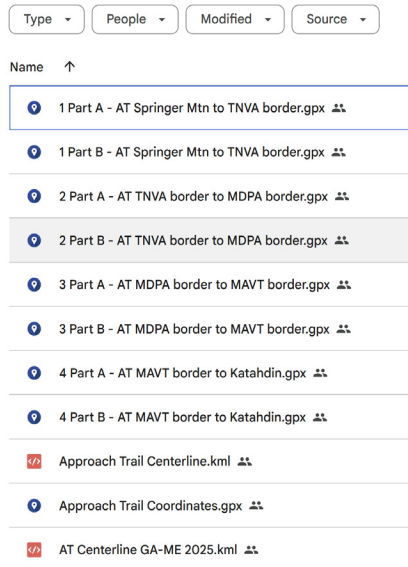 Type People Modified Source
Name
1 Part A - AT Springer Mtn to TNVA border.gpx
1 Part B - AT Springer Mtn to TNVA border.gpx
2 Part A - AT TNVA border to MDPA border.gpx
2 Part B - AT TNVA border to MDPA border.gpx
3 Part A - AT MDPA border to MAVT border.gpx
3 Part B - AT MDPA border to MAVT border.gpx
4 Part A - AT MAVT border to Katahdin.gpx
4 Part B - AT MAVT border to Katahdin.gpx
Approach Trail Centerline.kml
Approach Trail Coordinates.gpx
AT Centerline GA-ME 2025.kml